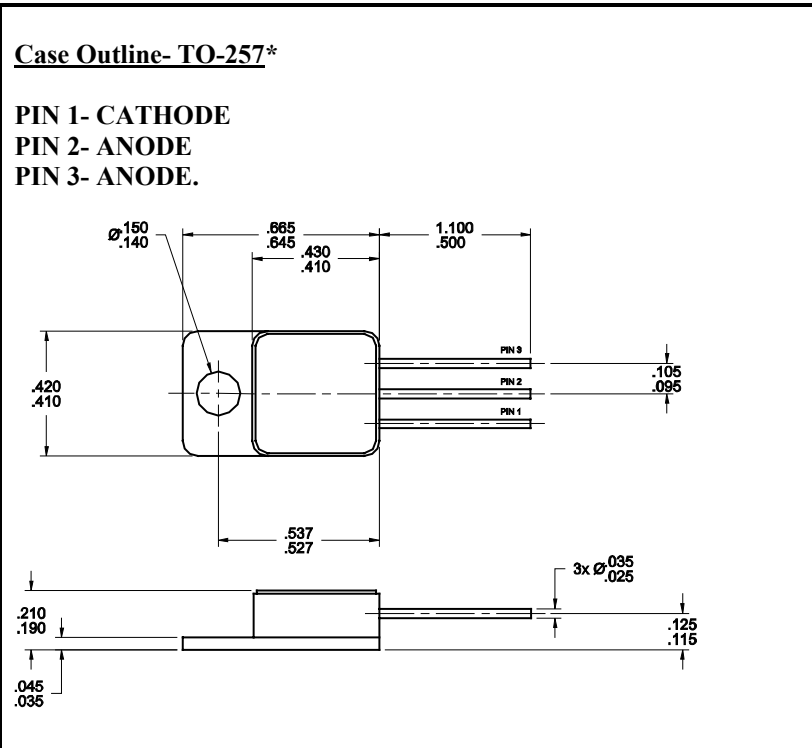 Case Outline- TO-257*
PIN 1- CATHODE
PIN 2- ANODE
PIN 3- ANODE.
Ø.150
.140
.665
.645
1.100
.500
.430
.410
PIN 3
PIN 2
PIN 1
.105
.095
.420
.410
.537
.527
3x Ø.035
.025
.210
.190
.125
.115
.045
.035